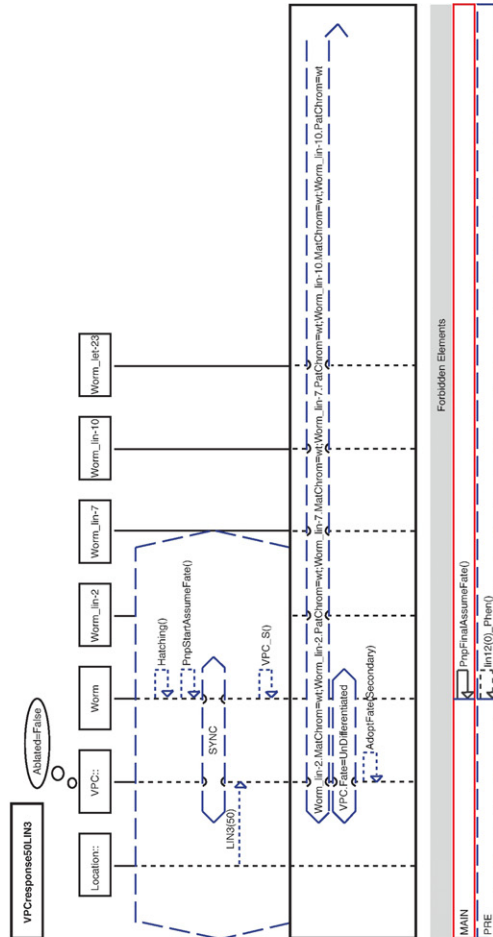 VPCresponse50LIN3
Ablated=False
Location::
VPC::
Worm
Worm_lin-2
Worm_lin-7
Worm_lin-10
Worm_let-23
Hatching()
PnpStartAssumeFate()
SYNC
LIN3(50)
VPC_S()
Worm_lin-2.MatChrom=wt;Worm_lin-2.PatChrom=wt;Worm_lin-7.MatChrom=wt;Worm_lin-7.PatChrom=wt;Worm_lin-10.MatChrom=wt;Worm_lin-10.PatChrom=wt
VPC.Fate=UnDifferentiated
AdoptFate(Secondary)
Forbidden Elements
MAIN
PnpFinalAssumeFate()
PRE
lin12(0)_Phen()